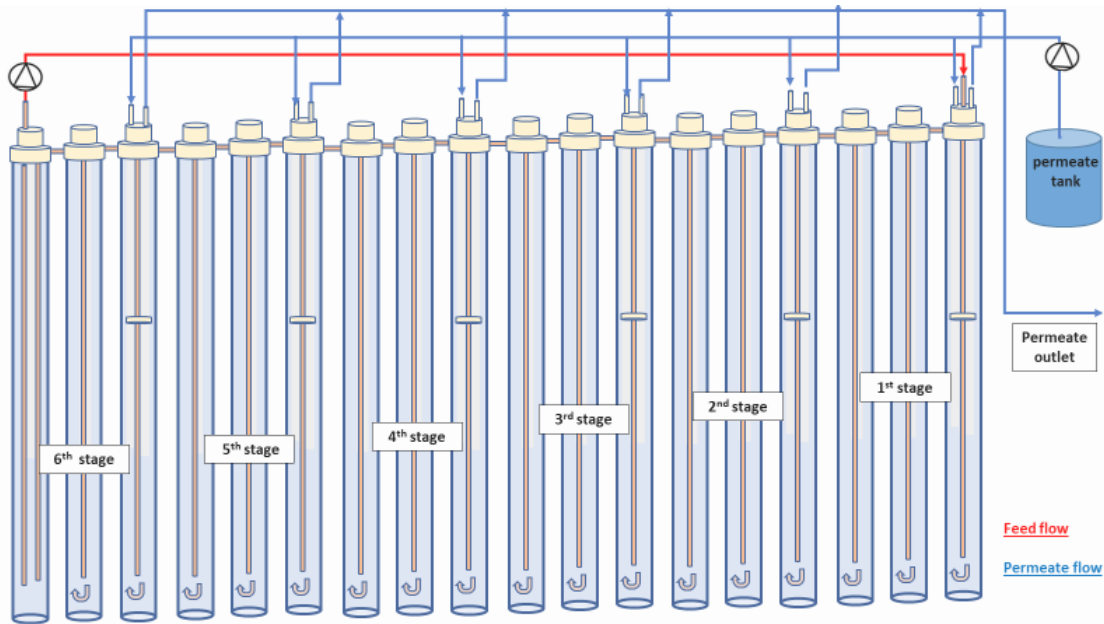 permeate
tank
Permeate
outlet
1st stage
2nd stage
3rd stage
4th stage
5th stage
6th stage
Feed flow
Permeate flow